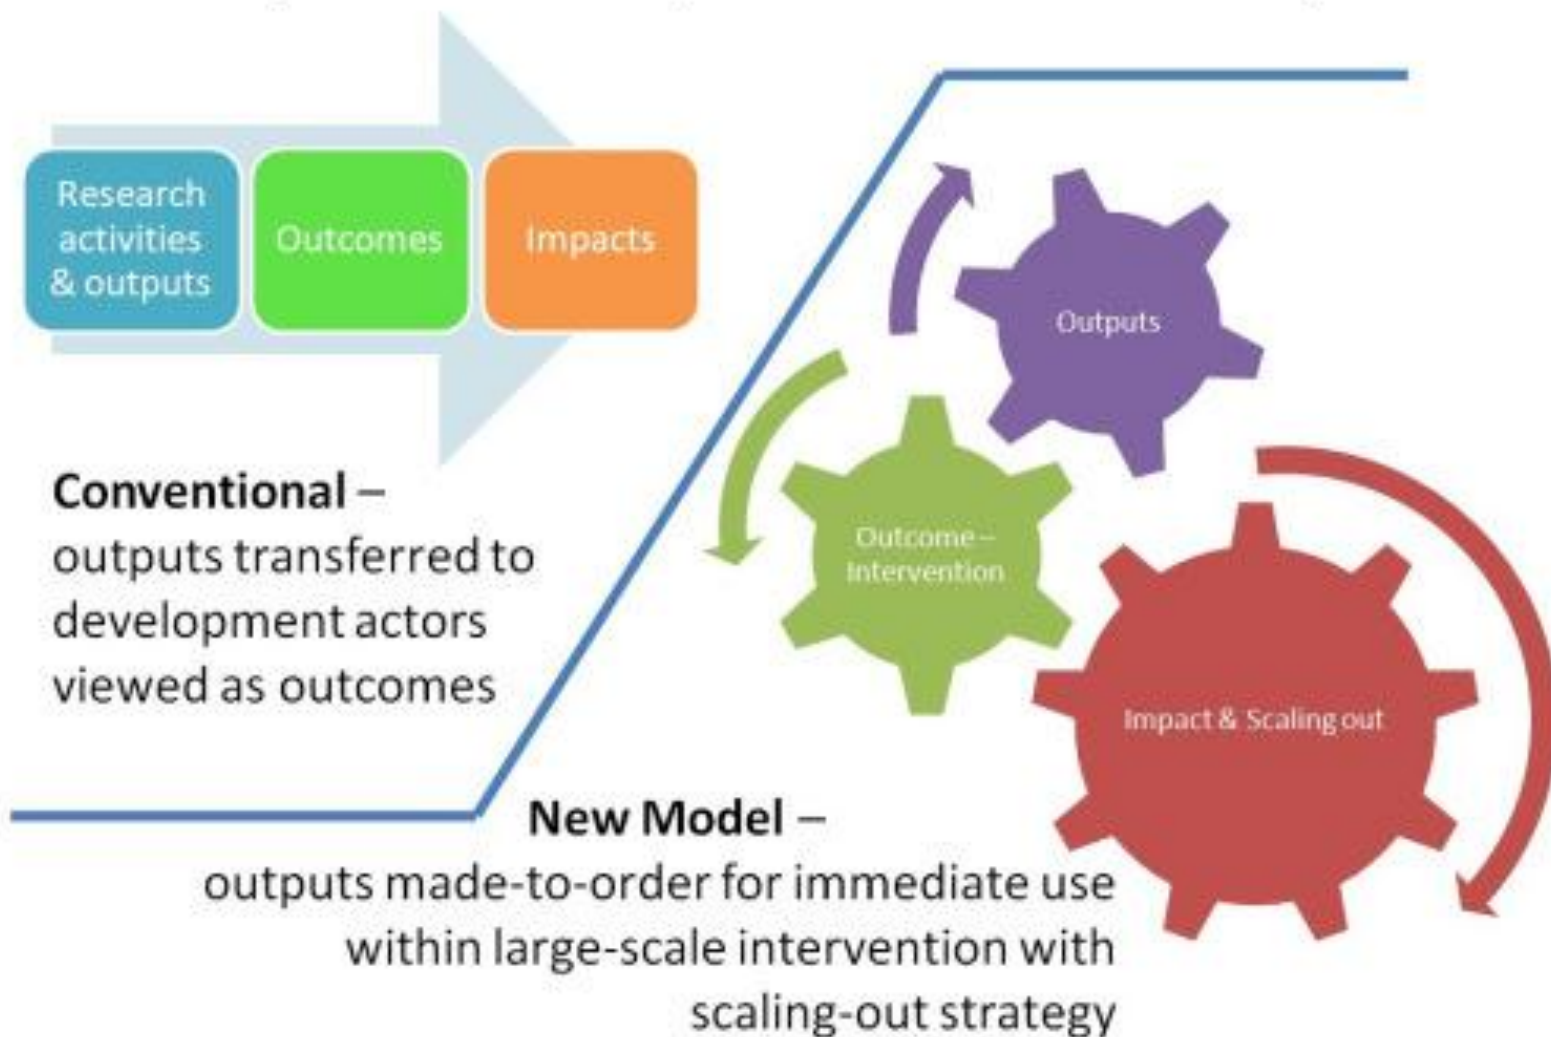 Research
activities
& outputs
Outcomes
Impacts
Conventional –
outputs transferred to
development actors
viewed as outcomes
Outputs
Outcome –
Intervention
Impact & Scaling out
New Model –
outputs made-to-order for immediate use
within large-scale intervention with
scaling-out strategy